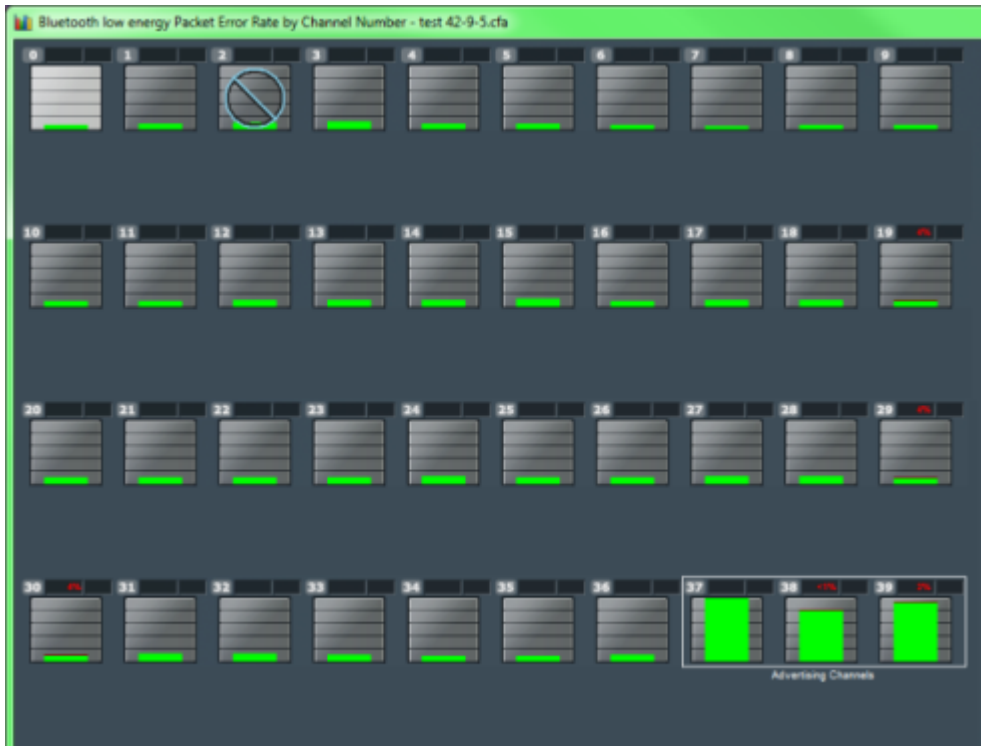 Bluetooth low energy Packet Error Rate by Channel Number - test 42-9-5.cfa
0 1 2 3 4 5 6 7 8 9
10 11 12 13 14 15 16 17 18 19
20 21 22 23 24 25 26 27 28 29
30 31 32 33 34 35 36 37 38 39
Advertising Channels